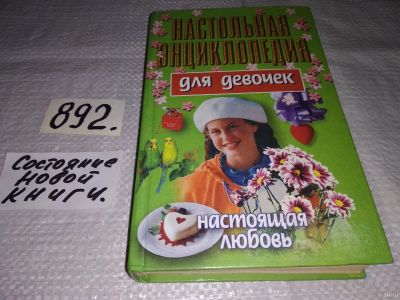 НАСТОЛЬНАЯ
ЭНЦИКЛОПЕДИЯ
для девочек
настоящая
любовь
892.
Состояние
новой
книги.